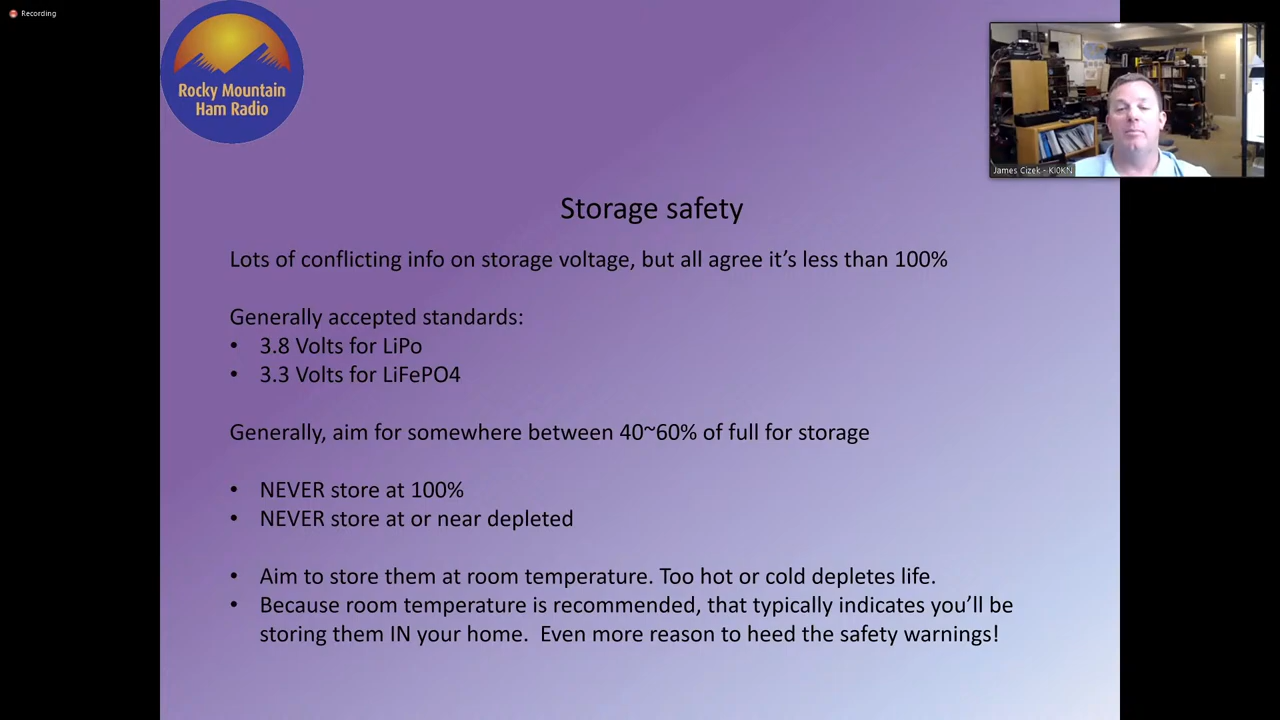 Recording
Rocky Mountain
Ham Radio
James Cizek - KI0KN
Storage safety
Lots of conflicting info on storage voltage, but all agree it’s less than 100%
Generally accepted standards:
• 3.8 Volts for LiPo
• 3.3 Volts for LiFePO4
Generally, aim for somewhere between 40~60% of full for storage
• NEVER store at 100%
• NEVER store at or near depleted
• Aim to store them at room temperature. Too hot or cold depletes life.
• Because room temperature is recommended, that typically indicates you’ll be
storing them IN your home.  Even more reason to heed the safety warnings!